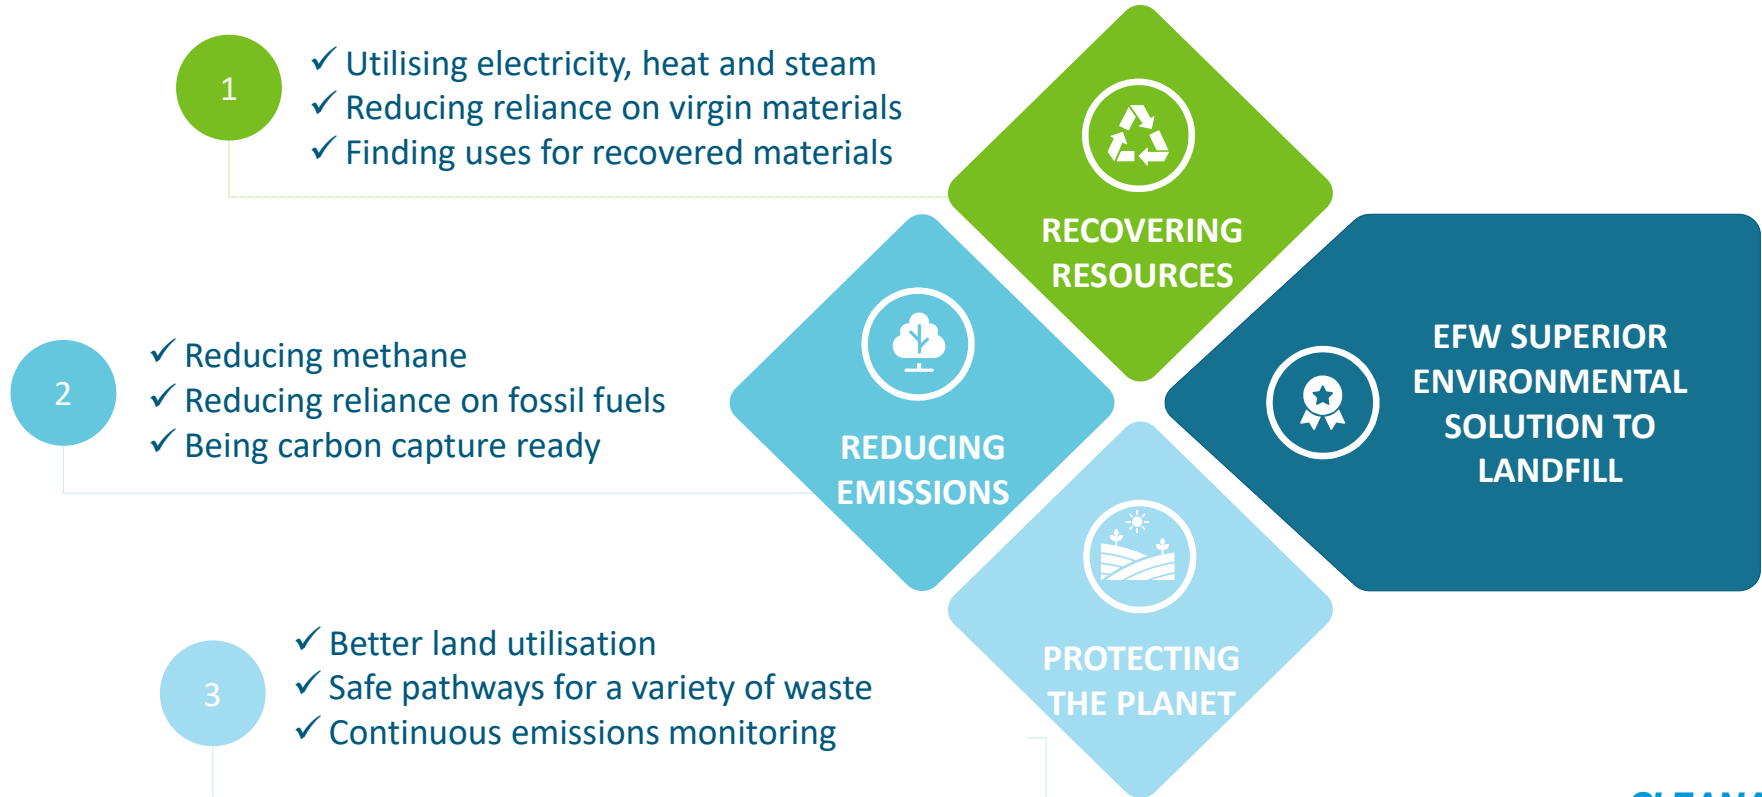 1
✓ Utilising electricity, heat and steam
✓ Reducing reliance on virgin materials
✓ Finding uses for recovered materials
RECOVERING
RESOURCES
2
✓ Reducing methane
✓ Reducing reliance on fossil fuels
✓ Being carbon capture ready
REDUCING
EMISSIONS
EFW SUPERIOR
ENVIRONMENTAL
SOLUTION TO
LANDFILL
3
✓ Better land utilisation
✓ Safe pathways for a variety of waste
✓ Continuous emissions monitoring
PROTECTING
THE PLANET